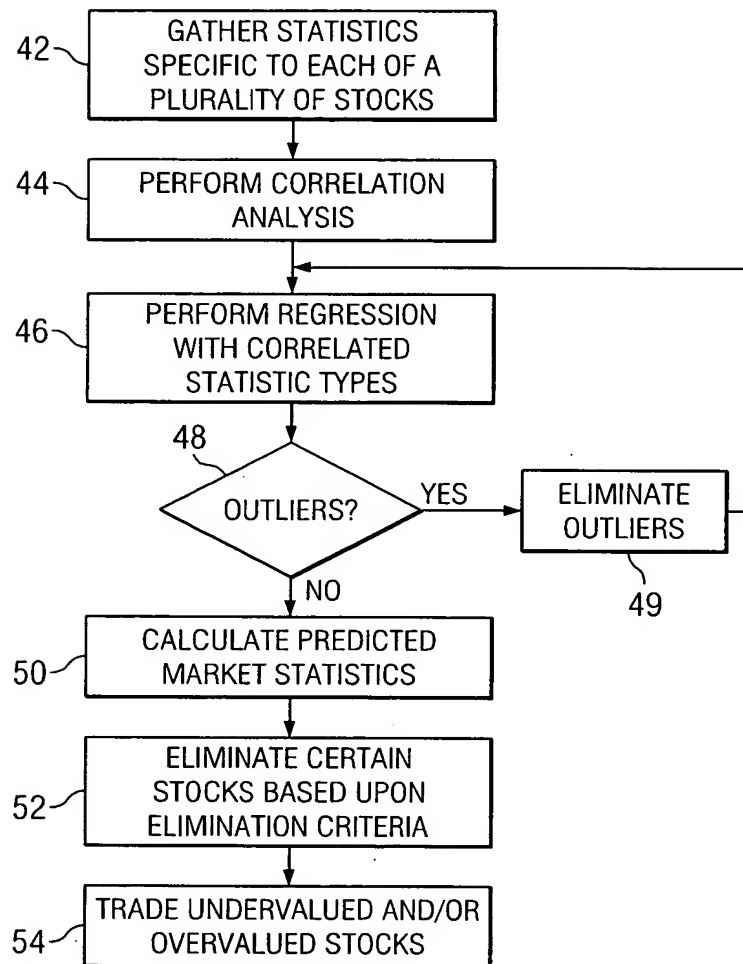 42
GATHER STATISTICS
SPECIFIC TO EACH OF A
PLURALITY OF STOCKS
44
PERFORM CORRELATION
ANALYSIS
46
PERFORM REGRESSION
WITH CORRELATED
STATISTIC TYPES
48
OUTLIERS?
YES
ELIMINATE
OUTLIERS
49
NO
50
CALCULATE PREDICTED
MARKET STATISTICS
52
ELIMINATE CERTAIN
STOCKS BASED UPON
ELIMINATION CRITERIA
54
TRADE UNDERVALUED AND/OR
OVERVALUED STOCKS